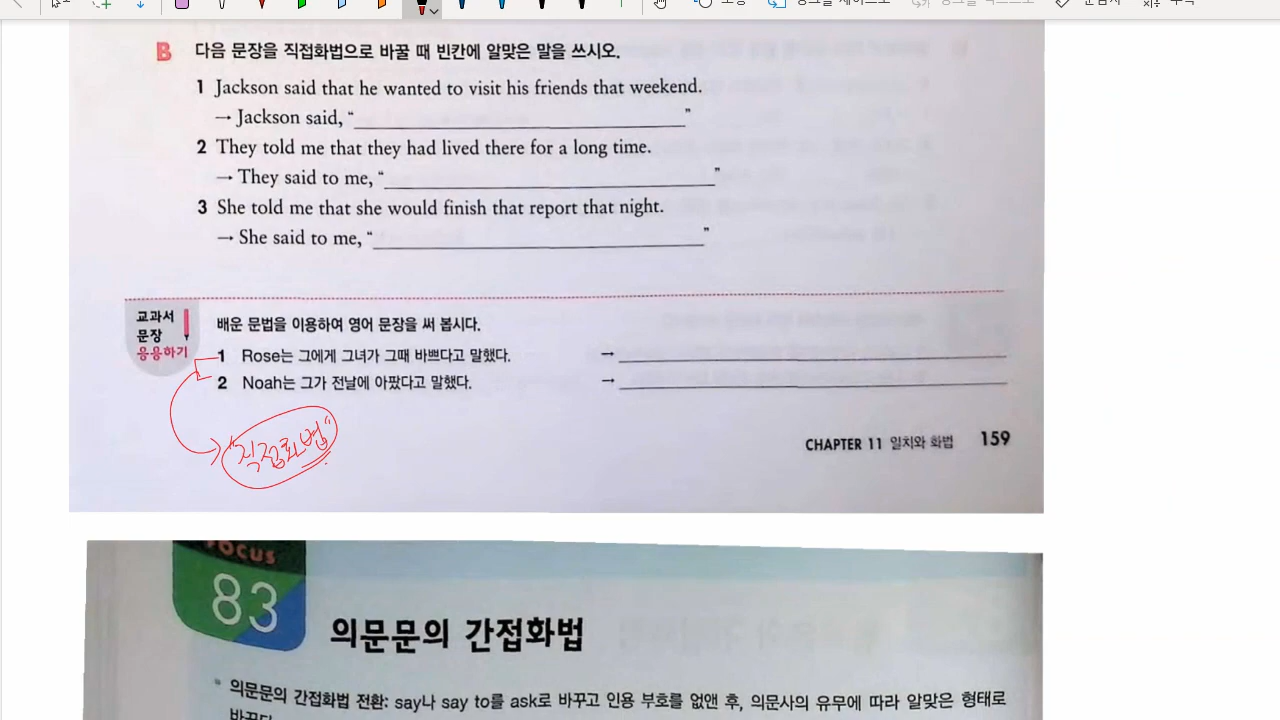 B 다음 문장을 직접화법으로 바꿀 때 빈칸에 알맞은 말을 쓰시오.
1 Jackson said that he wanted to visit his friends that weekend.
→ Jackson said, “ ”
2 They told me that they had lived there for a long time.
→ They said to me, “ ”
3 She told me that she would finish that report that night.
→ She said to me, “ ”
교과서
문장
응용하기
배운 문법을 이용하여 영어 문장을 써 봅시다.
1 Rose는 그에게 그녀가 그때 바쁘다고 말했다. →
2 Noah는 그가 전날에 아팠다고 말했다. →
"직접화법"
CHAPTER 11 일치와 화법 159
FOCUS
83
의문문의 간접화법
의문문의 간접화법 전환: say나 say to를 ask로 바꾸고 인용 부호를 없앤 후, 의문사의 유무에 따라 알맞은 형태로